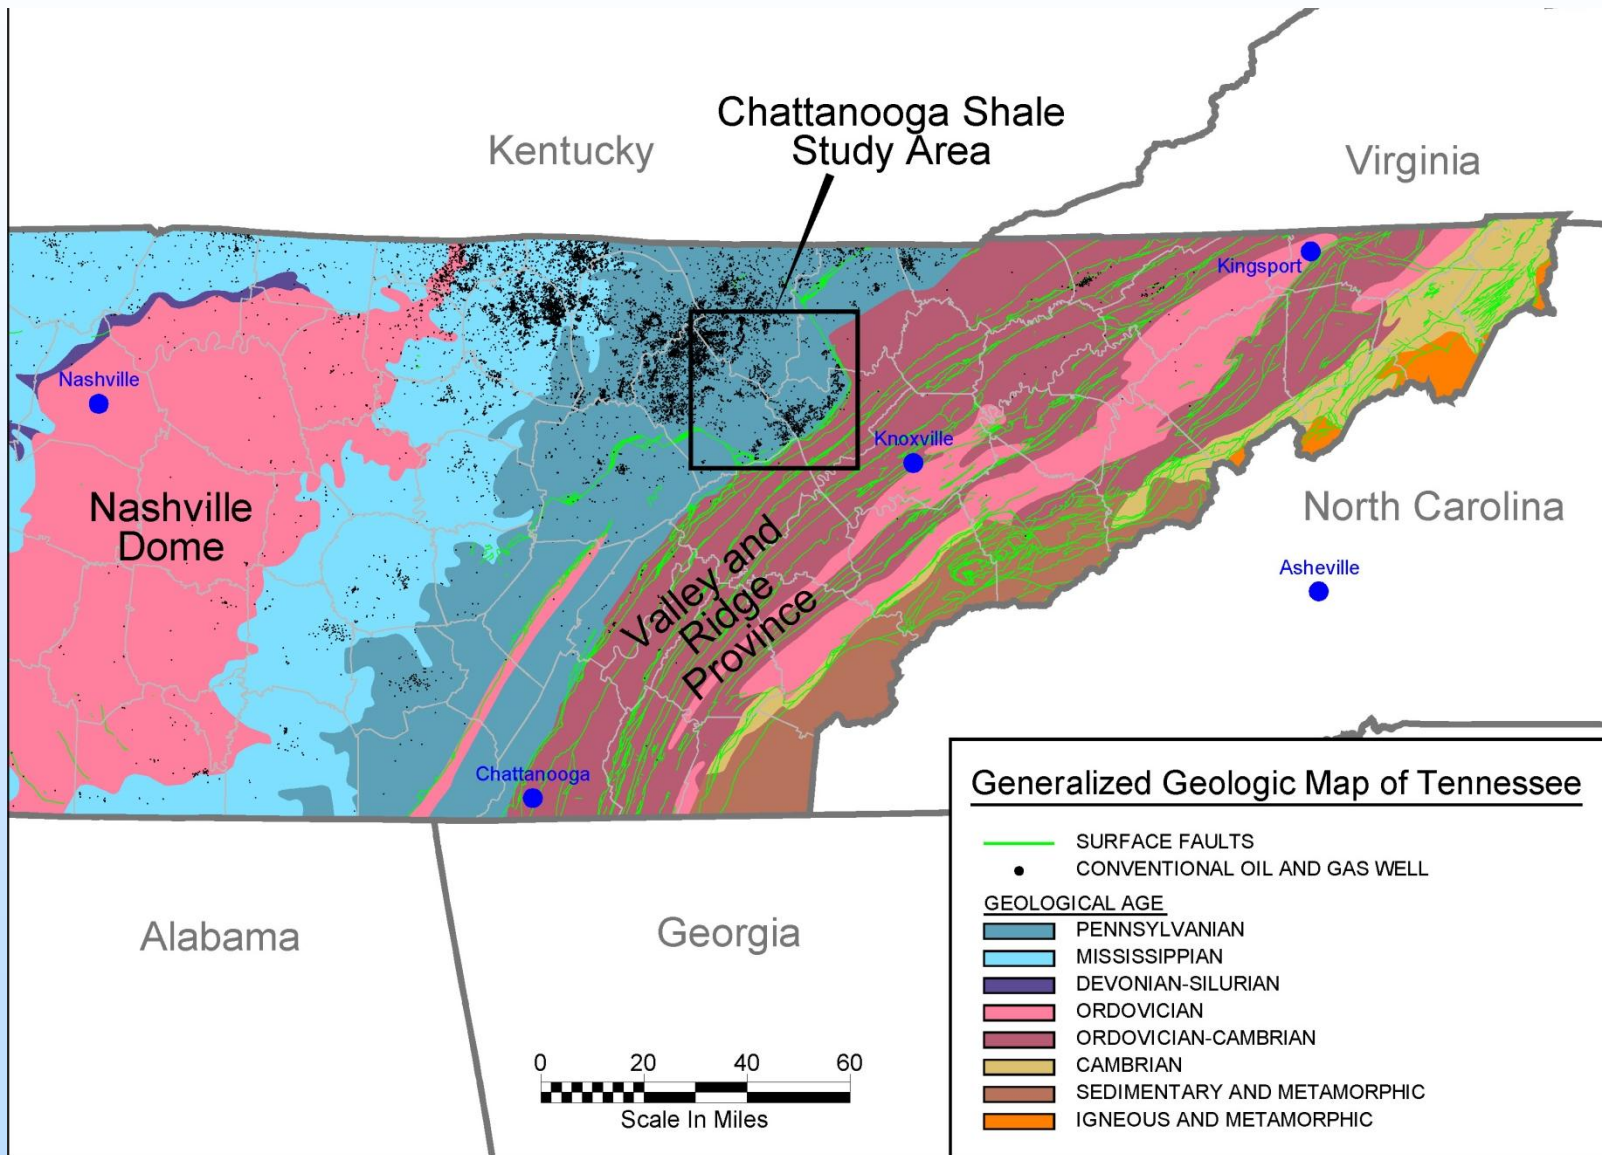 Chattanooga Shale
Study Area
Kentucky
Virginia
Kingsport
Nashville
Knoxville
Nashville
Dome
North Carolina
Asheville
Valley and
Ridge
Province
Chattanooga
Alabama
Georgia
0 20 40 60
Scale In Miles
Generalized Geologic Map of Tennessee
SURFACE FAULTS
CONVENTIONAL OIL AND GAS WELL
GEOLOGICAL AGE
PENNSYLVANIAN
MISSISSIPPIAN
DEVONIAN-SILURIAN
ORDOVICIAN
ORDOVICIAN-CAMBRIAN
CAMBRIAN
SEDIMENTARY AND METAMORPHIC
IGNEOUS AND METAMORPHIC